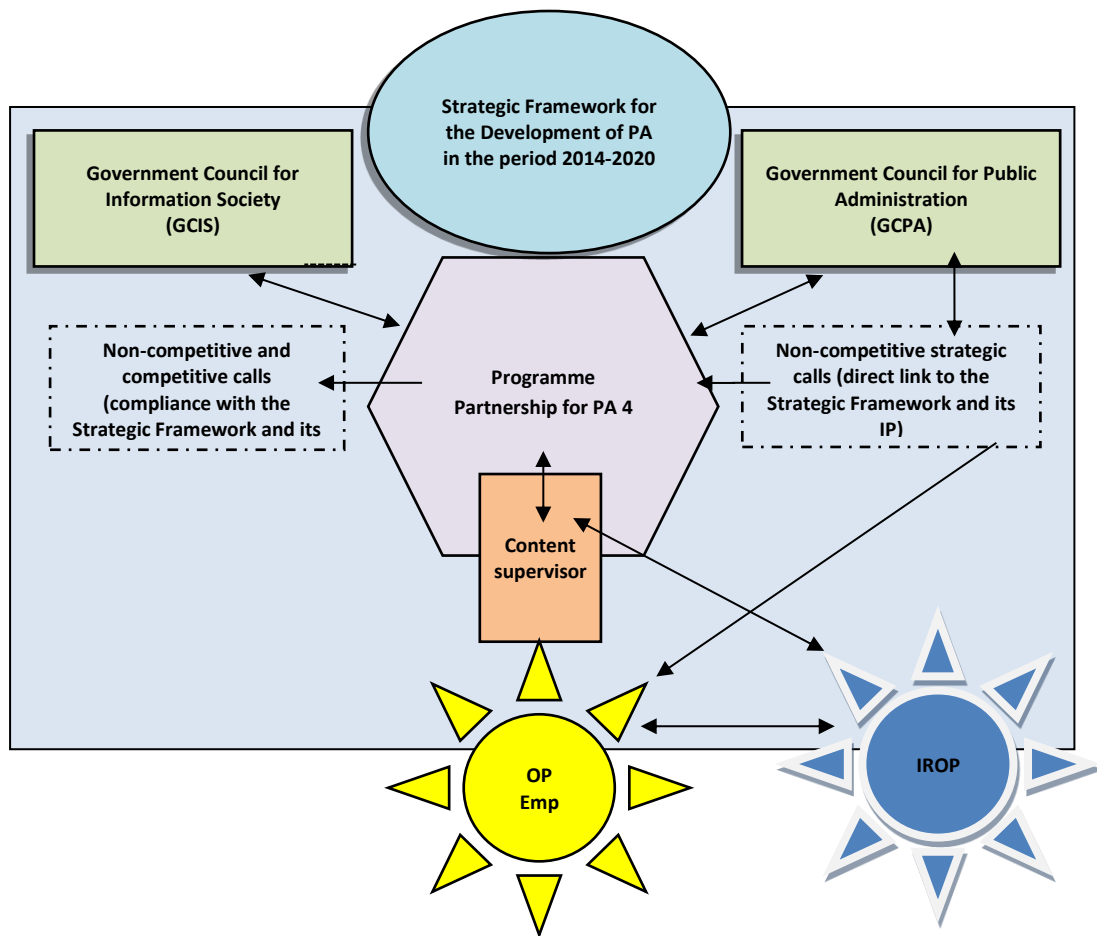 Strategic Framework for
the Development of PA
in the period 2014-2020
Government Council for
Information Society
(GCIS)
Government Council for Public
Administration
(GCPA)
Non-competitive and
competitive calls
(compliance with the
Strategic Framework and its
Programme
Partnership for PA 4
Non-competitive strategic
calls (direct link to the
Strategic Framework and its
IP)
Content
supervisor
OP
Emp
IROP